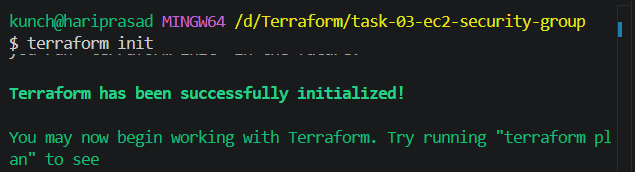 kunch@hariprasad MINGW64 /d/Terraform/task-03-ec2-security-group
$ terraform init
Terraform has been successfully initialized!
You may now begin working with Terraform. Try running "terraform pl
an" to see